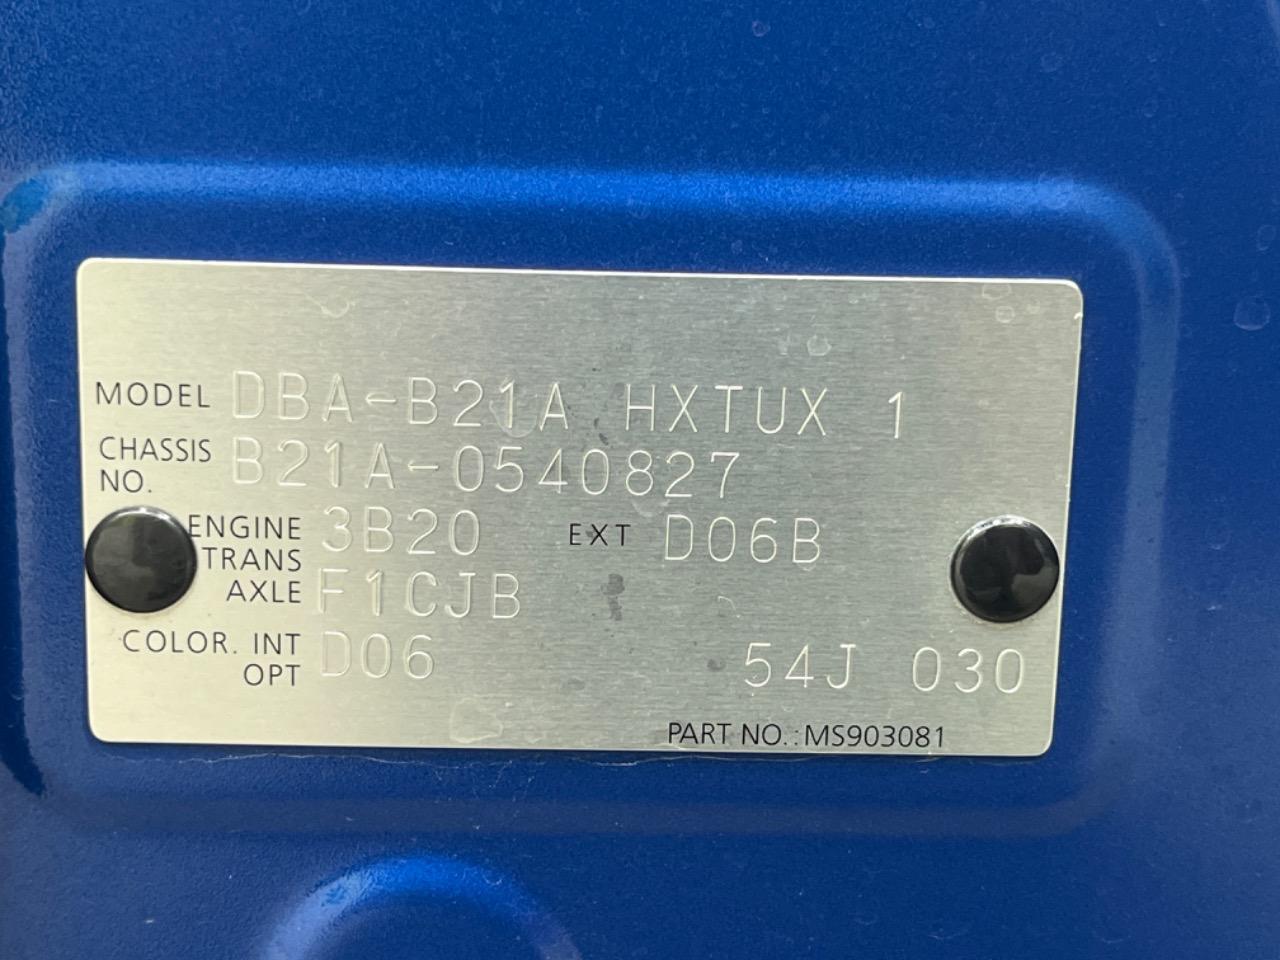 MODEL DBA-B21A HXTUX 1
CHASSIS NO. B21A-0540827
ENGINE 3B20 EXT D06B
TRANS AXLE F1CJB
COLOR. INT OPT D06 54J 030
PART NO.:MS903081